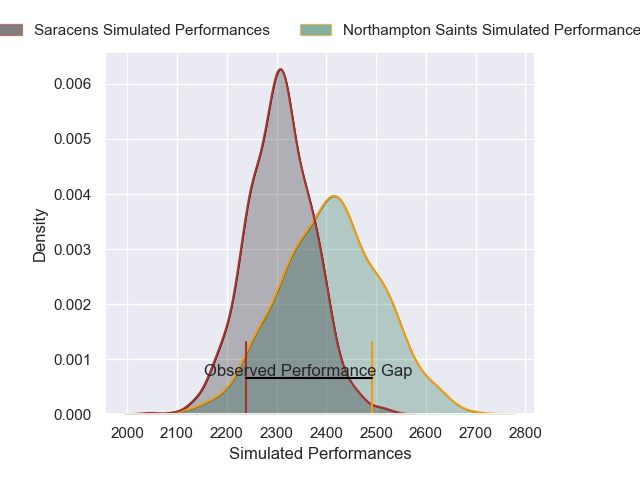 Saracens Simulated Performances
Northampton Saints Simulated Performance
0.006
0.005
0.004
0.003
0.002
0.001
0.000
Density
Observed Performance Gap
2000 2100 2200 2300 2400 2500 2600 2700 2800
Simulated Performances